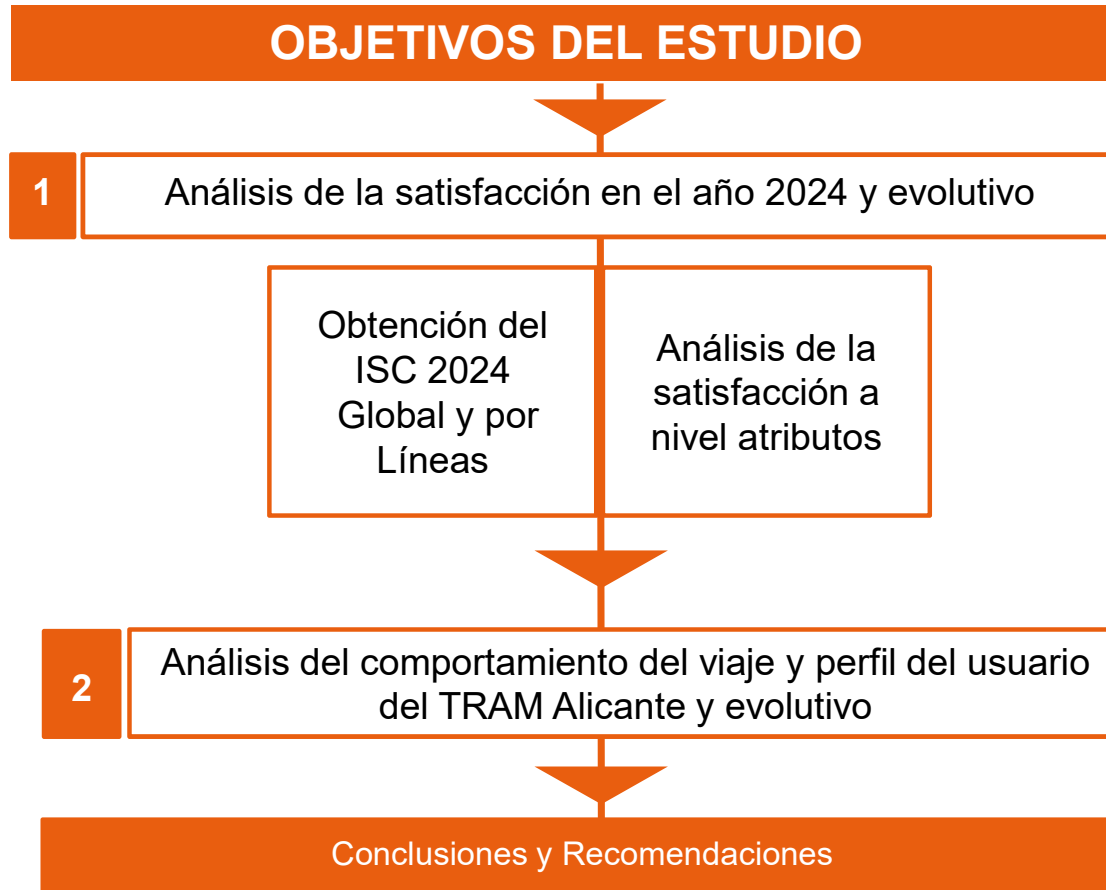 OBJETIVOS DEL ESTUDIO
1
Análisis de la satisfacción en el año 2024 y evolutivo
Obtención del
ISC 2024
Global y por
Líneas
Análisis de la
satisfacción a
nivel atributos
2
Análisis del comportamiento del viaje y perfil del usuario
del TRAM Alicante y evolutivo
Conclusiones y Recomendaciones